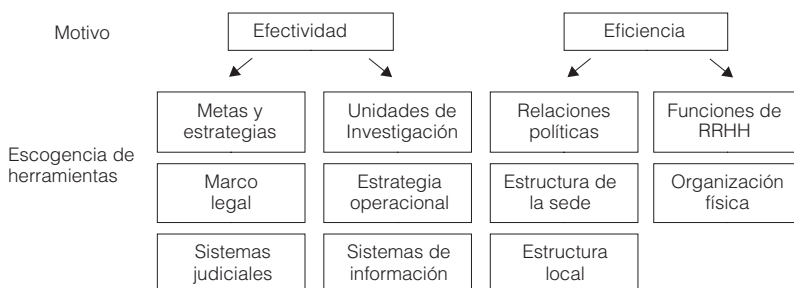 Motivo
Efectividad
Eficiencia
Escogencia de
herramientas
Metas y
estrategias
Unidades de
Investigación
Relaciones
políticas
Funciones de
RRHH
Marco
legal
Estrategia
operacional
Estructura de
la sede
Organización
física
Sistemas
judiciales
Sistemas de
información
Estructura
local